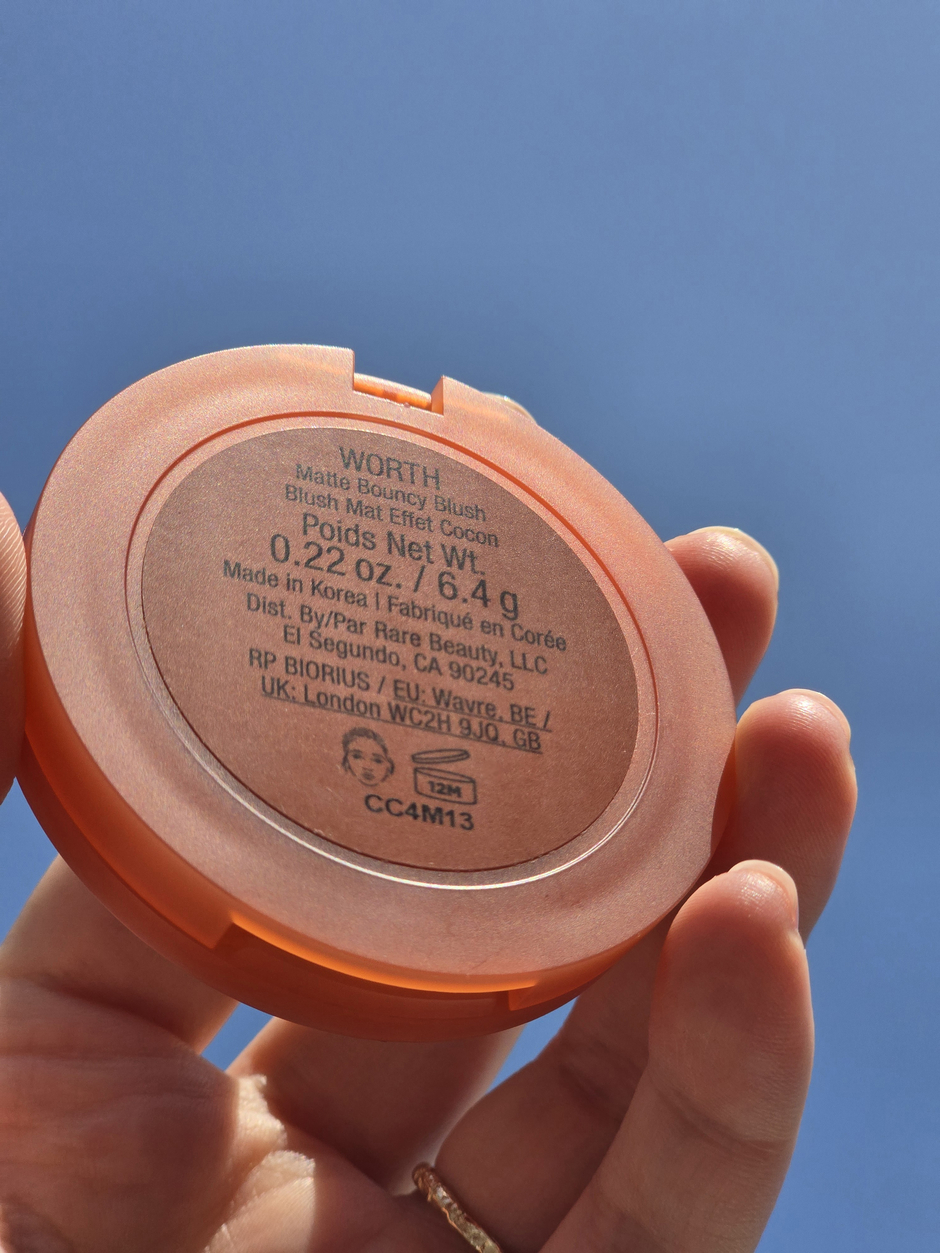 WORTH
Matte Bouncy Blush
Blush Mat Effet Cocon
Poids Net Wt.
0.22 oz. / 6.4 g
Made in Korea | Fabriqué en Corée
Dist. By/Par Rare Beauty, LLC
El Segundo, CA 90245
RP BIORIUS / EU: Wavre, BE /
UK: London WC2H 9JQ, GB
12M
CC4M13